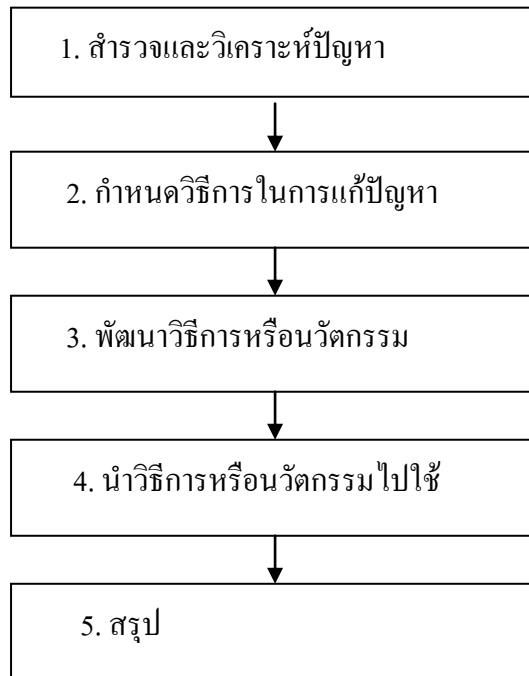 1. สำรวจและวิเคราะห์ปัญหา
2. กำหนดวิธีการในการแก้ปัญหา
3. พัฒนาวิธีการหรือนวัตกรรม
4. นำวิธีการหรือนวัตกรรมไปใช้
5. สรุป